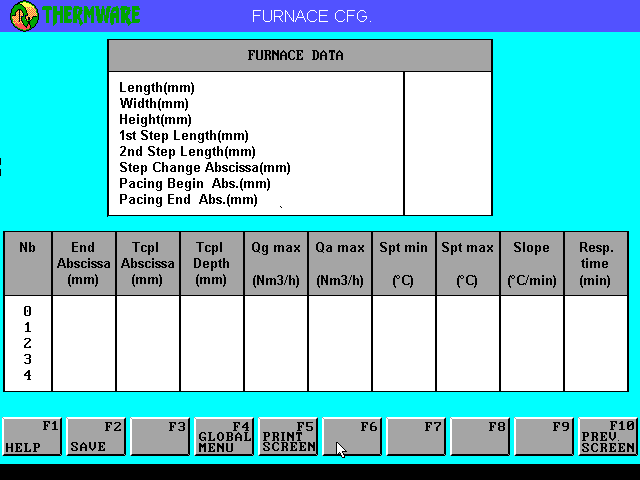 THERMWARE
FURNACE CFG.
FURNACE DATA
Length(mm)
Width(mm)
Height(mm)
1st Step Length(mm)
2nd Step Length(mm)
Step Change Abscissa(mm)
Pacing Begin Abs.(mm)
Pacing End Abs.(mm)
Nb End Tcpl Tcpl Qg max Qa max Spt min Spt max Slope Resp.
Abscissa Abscissa Depth time
(mm) (mm) (mm) (Nm3/h) (Nm3/h) (°C) (°C) (°C/min) (min)
0
1
2
3
4
F1 F2 F3 F4 F5 F6 F7 F8 F9 F10
GLOBAL PRINT PREV.
HELP SAVE MENU SCREEN SCREEN